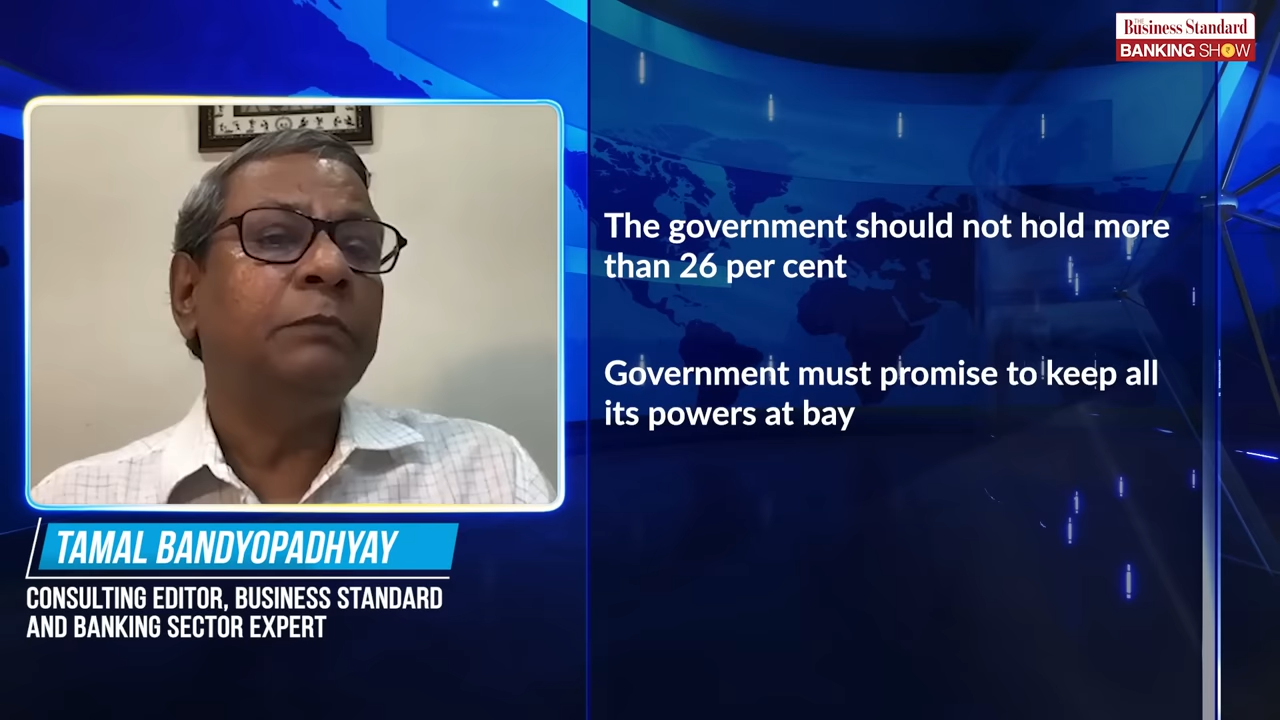 THE
Business Standard
BANKING SHOW
The government should not hold more
than 26 per cent
Government must promise to keep all
its powers at bay
TAMAL BANDYOPADHYAY
CONSULTING EDITOR, BUSINESS STANDARD
AND BANKING SECTOR EXPERT